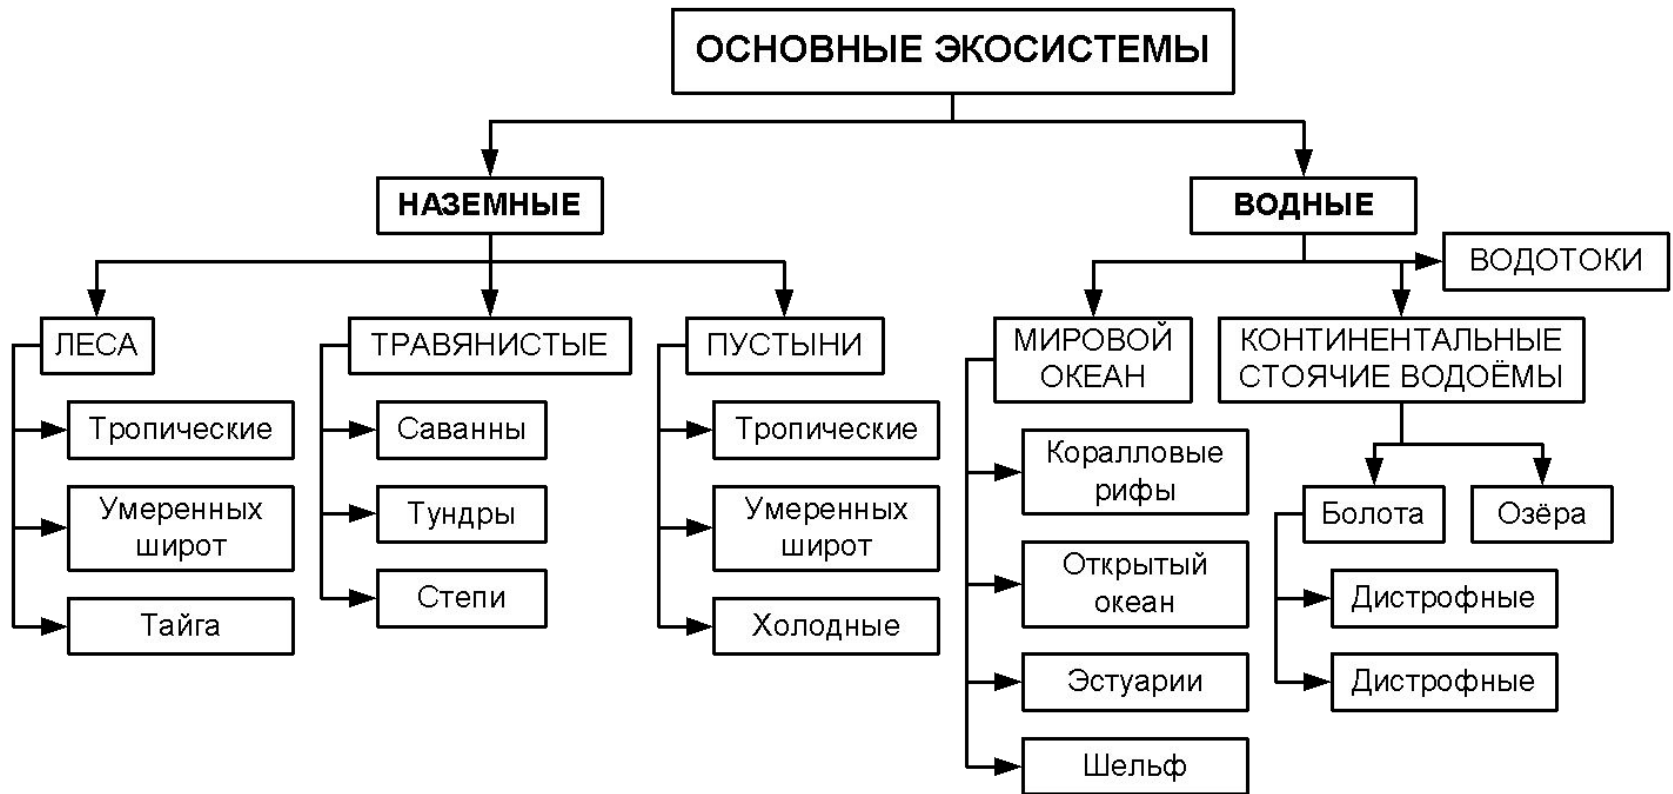 ОСНОВНЫЕ ЭКОСИСТЕМЫ
НАЗЕМНЫЕ
ВОДНЫЕ
ВОДОТОКИ
ЛЕСА
ТРАВЯНИСТЫЕ
ПУСТЫНИ
МИРОВОЙ
ОКЕАН
КОНТИНЕНТАЛЬНЫЕ
СТОЯЧИЕ ВОДОЁМЫ
Тропические
Умеренных
широт
Тайга
Саванны
Тундры
Степи
Тропические
Умеренных
широт
Холодные
Коралловые
рифы
Открытый
океан
Эстуарии
Шельф
Болота
Озёра
Дистрофные
Дистрофные